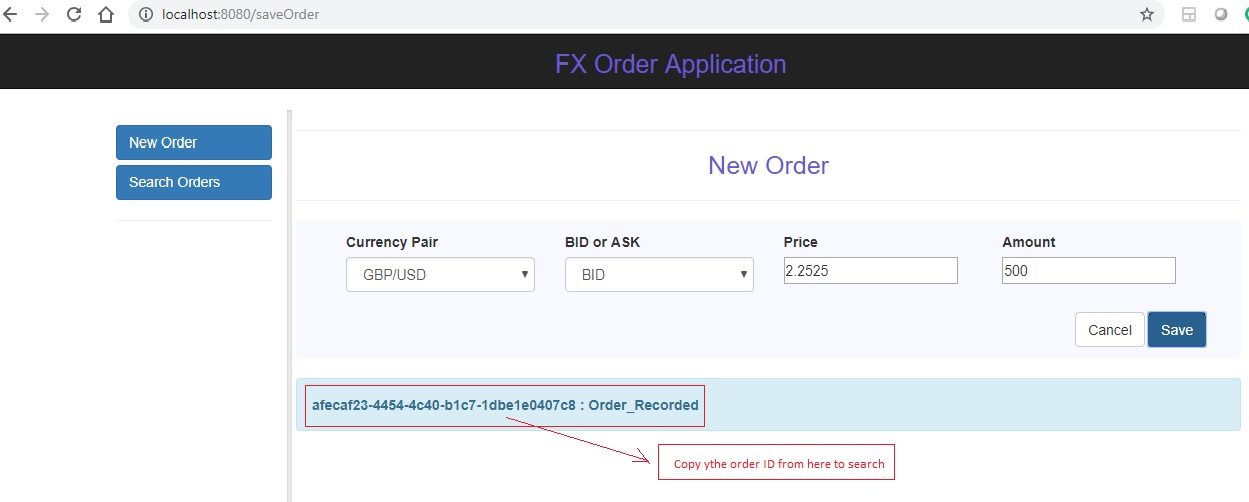 localhost:8080/saveOrder
FX Order Application
New Order
Search Orders
New Order
Currency Pair BID or ASK Price Amount
GBP/USD BID 2.2525 500
Cancel Save
afecaf23-4454-4c40-b1c7-1dbe1e0407c8 : Order_Recorded
Copy ythe order ID from here to search